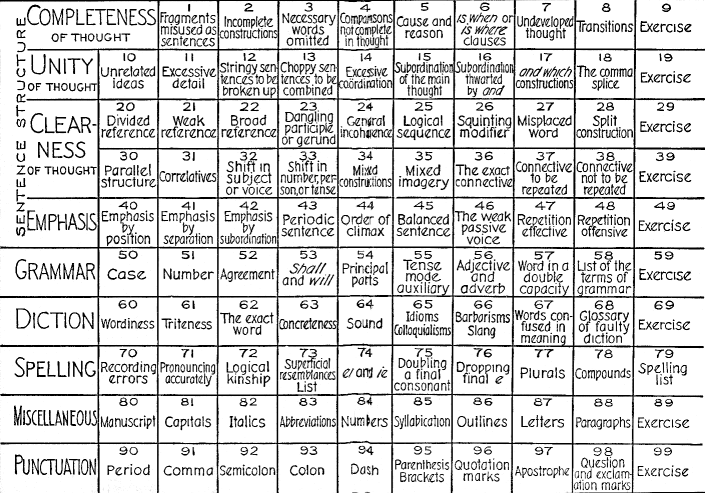 SENTENCE STRUCTURE
COMPLETENESS
OF THOUGHT
1
Fragments
misused as
sentences
2
Incomplete
constructions
3
Necessary
words
omitted
4
Comparisons
not complete
in thought
5
Cause and
reason
6
is when or
is where
clauses
7
Undeveloped
thought
8
Transitions
9
Exercise
UNITY
OF THOUGHT
10
Unrelated
ideas
11
Excessive
detail
12
Stringy sen-
tences to be
broken up
13
Choppy sen-
tences to be
combined
14
Excessive
coördination
15
Subordination
of the main
thought
16
Subordination
thwarted
by and
17
and which
constructions
18
The comma
splice
19
Exercise
CLEAR-
NESS
OF THOUGHT
20
Divided
reference
21
Weak
reference
22
Broad
reference
23
Dangling
participle
or gerund
24
General
incoherence
25
Logical
sequence
26
Squinting
modifier
27
Misplaced
word
28
Split
construction
29
Exercise
30
Parallel
structure
31
Correlatives
32
Shift in
subject
or voice
33
Shift in
number, per-
son, or tense
34
Mixed
constructions
35
Mixed
imagery
36
The exact
connective
37
Connective
to be
repeated
38
Connective
not to be
repeated
39
Exercise
EMPHASIS
40
Emphasis
by
position
41
Emphasis
by
separation
42
Emphasis
by
subordination
43
Periodic
sentence
44
Order of
climax
45
Balanced
sentence
46
The weak
passive
voice
47
Repetition
effective
48
Repetition
offensive
49
Exercise
GRAMMAR
50
Case
51
Number
52
Agreement
53
Shall
and will
54
Principal
parts
55
Tense
mode
auxiliary
56
Adjective
and
adverb
57
Word in a
double
capacity
58
List of the
terms of
grammar
59
Exercise
DICTION
60
Wordiness
61
Triteness
62
The exact
word
63
Concreteness
64
Sound
65
Idioms
Colloquialisms
66
Barbarisms
Slang
67
Words con-
fused in
meaning
68
Glossary
of faulty
diction
69
Exercise
SPELLING
70
Recording
errors
71
Pronouncing
accurately
72
Logical
kinship
73
Superficial
resemblances
List
74
ei and ie
75
Doubling
a final
consonant
76
Dropping
final e
77
Plurals
78
Compounds
79
Spelling
list
MISCELLANEOUS
80
Manuscript
81
Capitals
82
Italics
83
Abbreviations
84
Numbers
85
Syllabication
86
Outlines
87
Letters
88
Paragraphs
89
Exercise
PUNCTUATION
90
Period
91
Comma
92
Semicolon
93
Colon
94
Dash
95
Parenthesis
Brackets
96
Quotation
marks
97
Apostrophe
98
Question
and exclam-
ation marks
99
Exercise